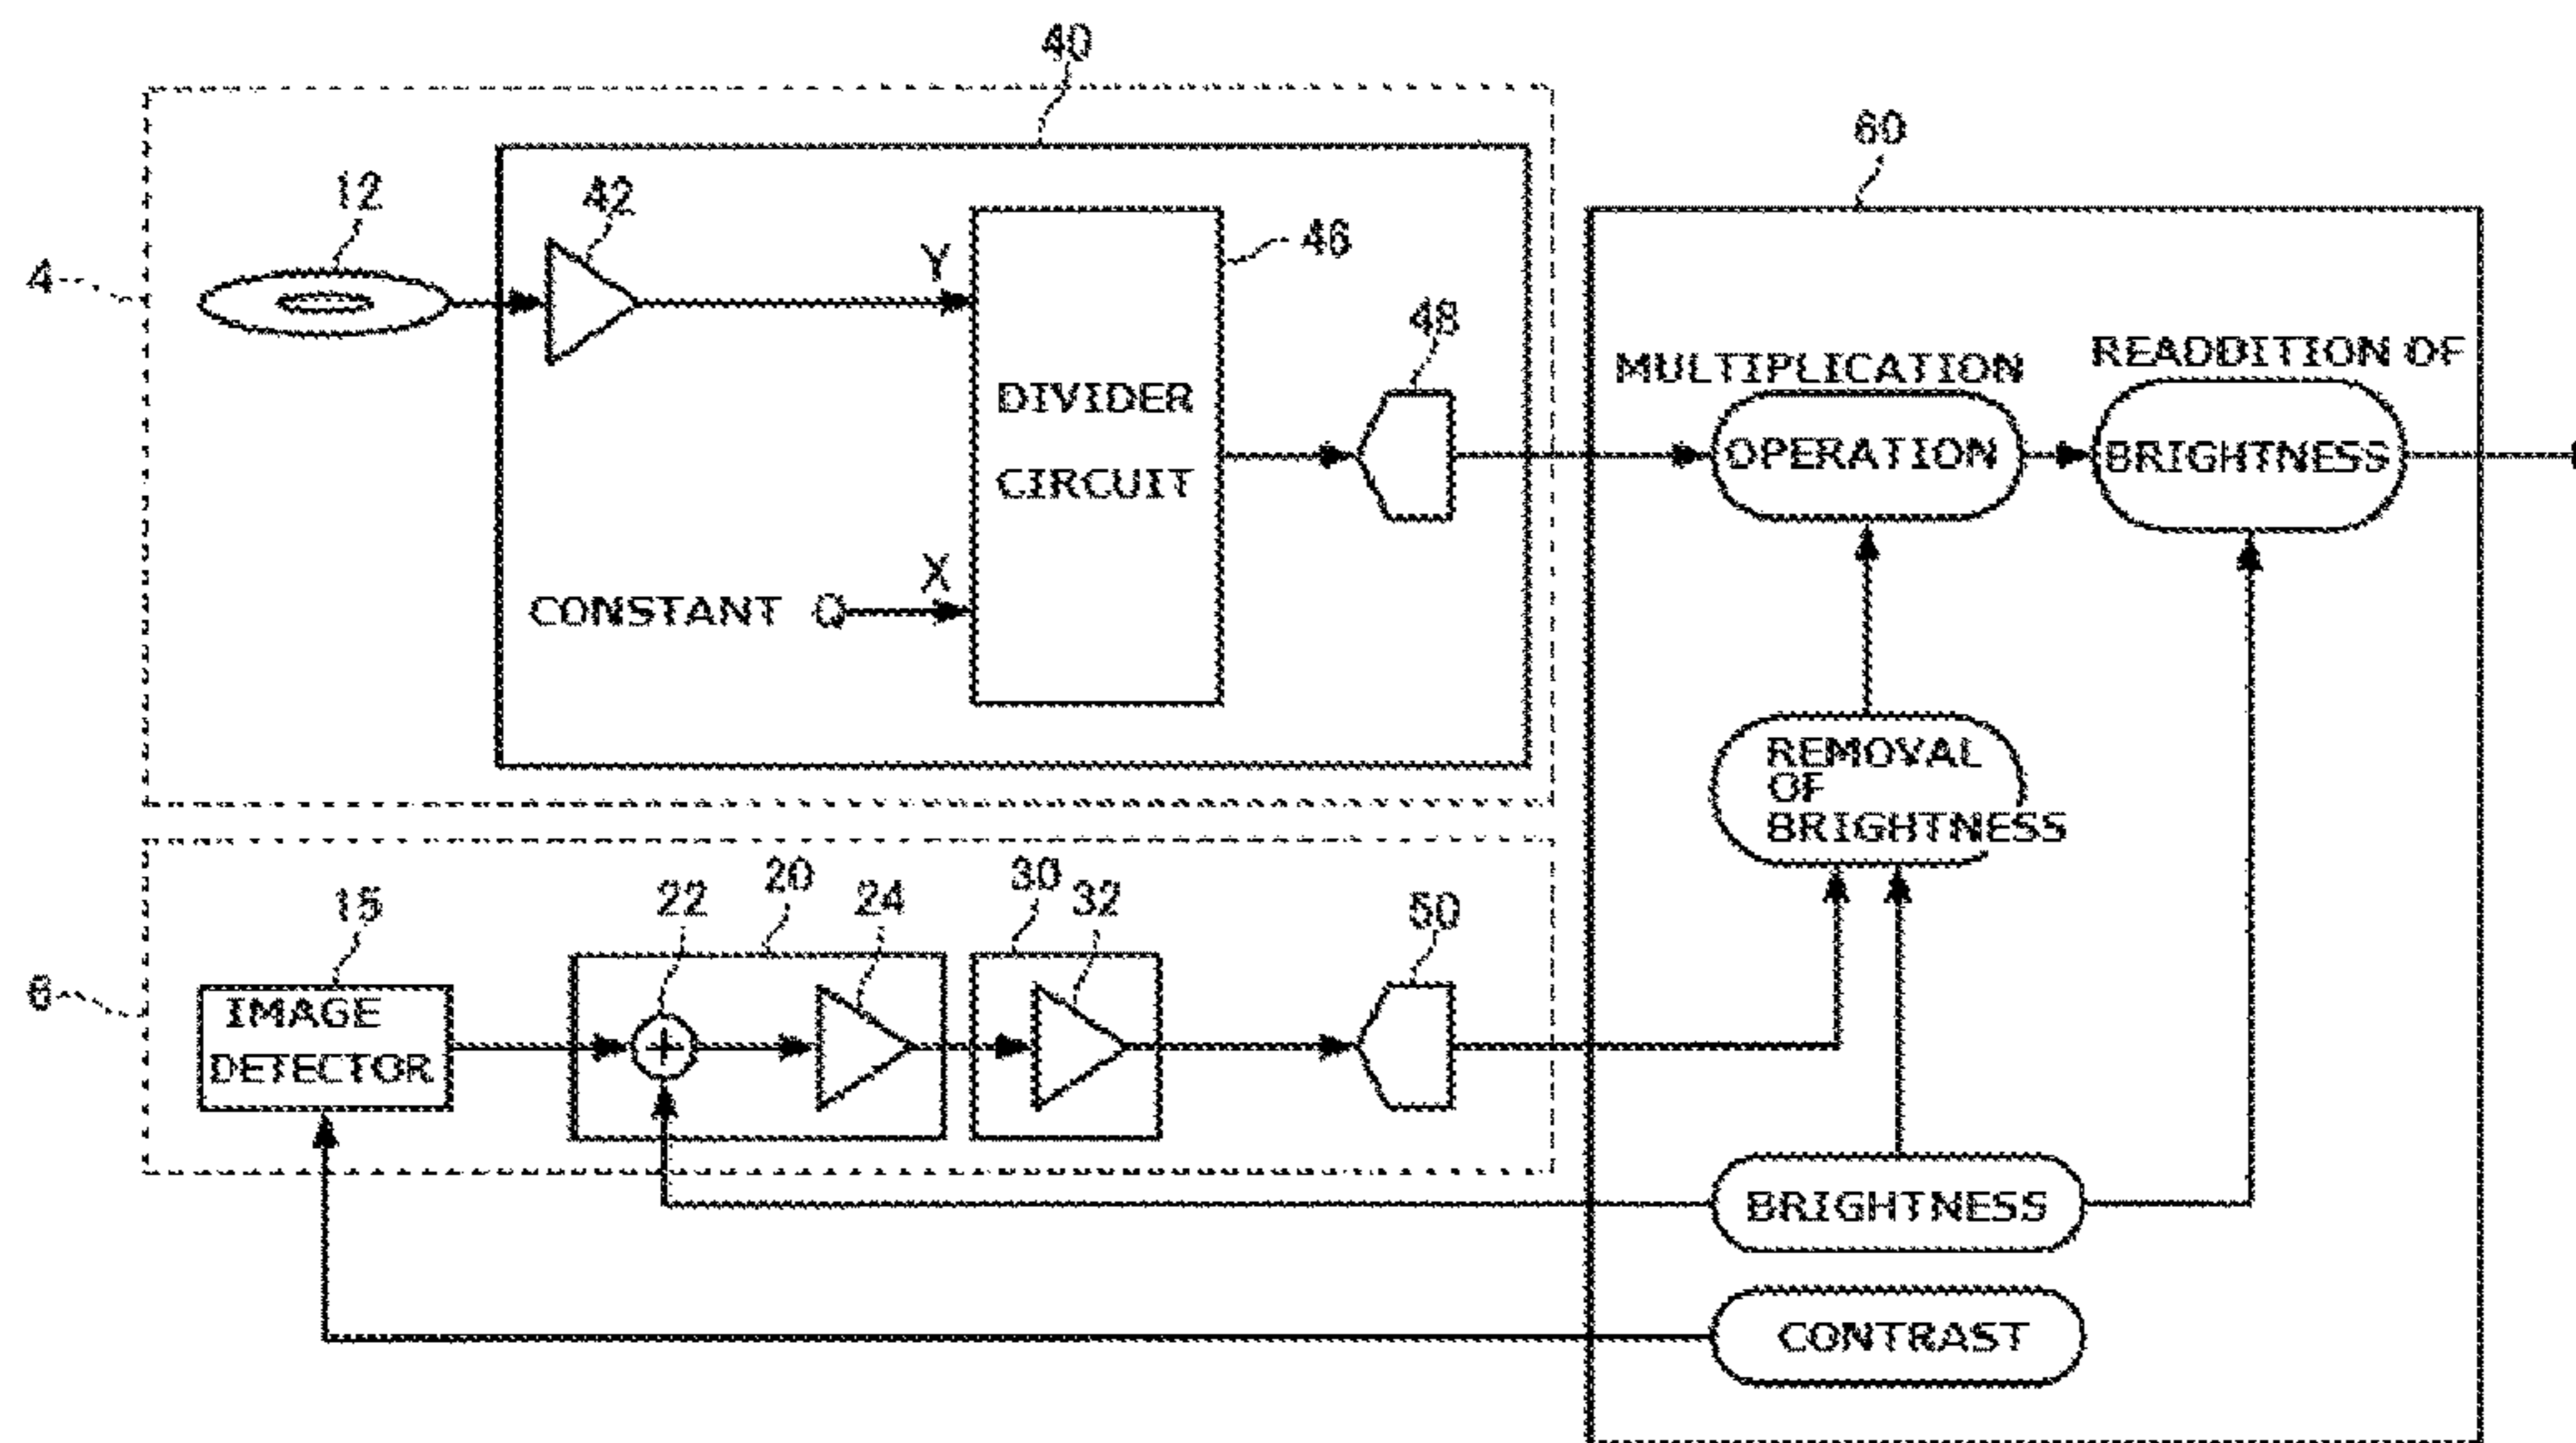 40
60
12
42
Y
46
4
48
READDITION OF
MULTIPLICATION
DIVIDER
OPERATION
BRIGHTNESS
CIRCUIT
X
CONSTANT
REMOVAL
OF
BRIGHTNESS
20
30
22
24
32
15
50
6
IMAGE
DETECTOR
+
BRIGHTNESS
CONTRAST